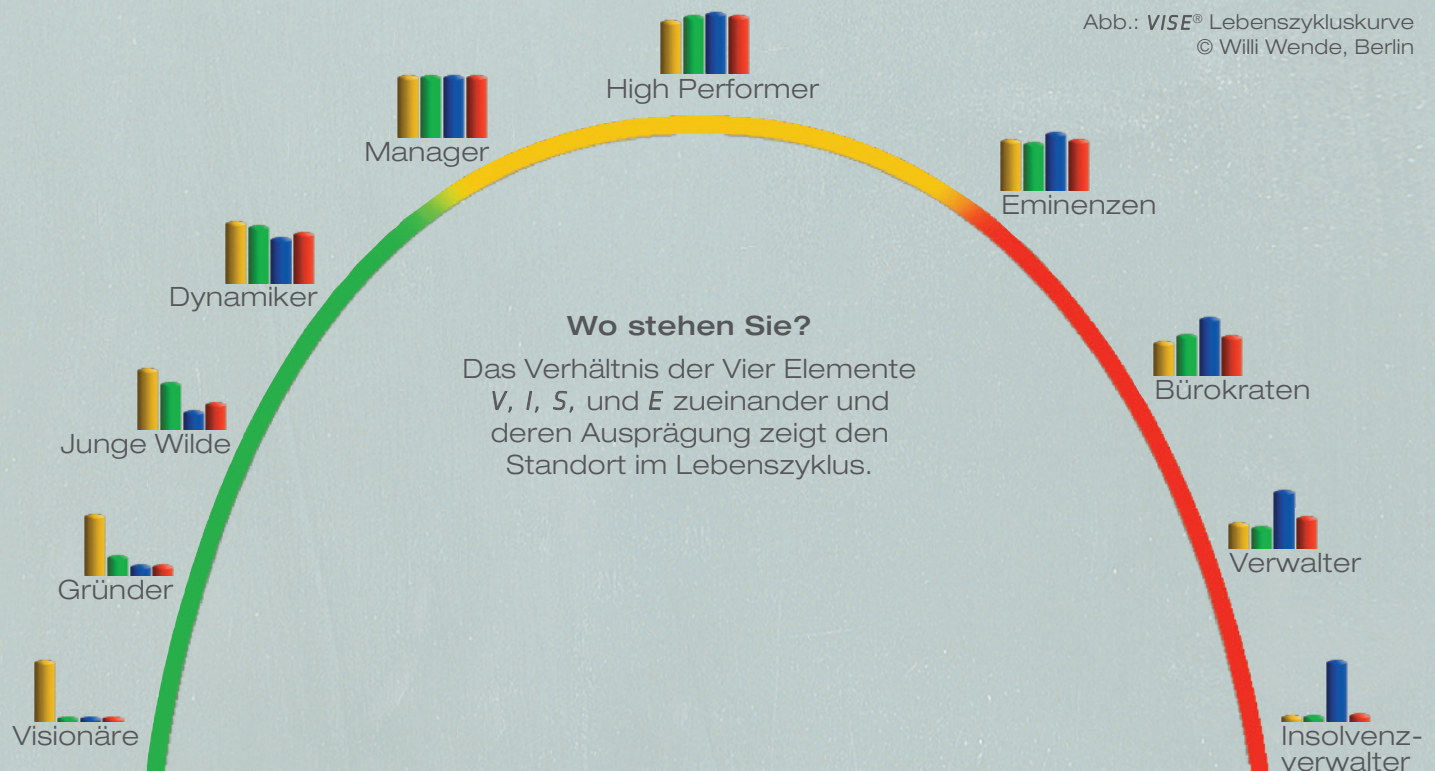 Abb.: VISE® Lebenszykluskurve
© Willi Wende, Berlin
High Performer
Manager
Eminenzen
Dynamiker
Wo stehen Sie?
Das Verhältnis der Vier Elemente
V, I, S, und E zueinander und
deren Ausprägung zeigt den
Standort im Lebenszyklus.
Bürokraten
Junge Wilde
Verwalter
Gründer
Visionäre
Insolvenz-
verwalter